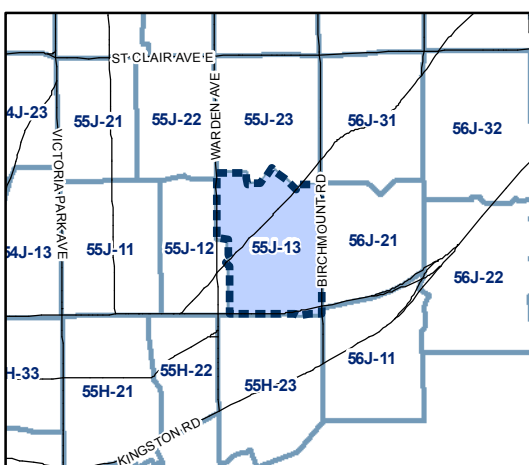 ST CLAIR AVE E
4J-23
55J-21
55J-22
WARDEN AVE
55J-23
56J-31
56J-32
VICTORIA PARK AVE
54J-13
55J-11
55J-12
55J-13
BIRCHMOUNT RD
56J-21
56J-22
H-33
55H-21
55H-22
55H-23
56J-11
KINGSTON RD